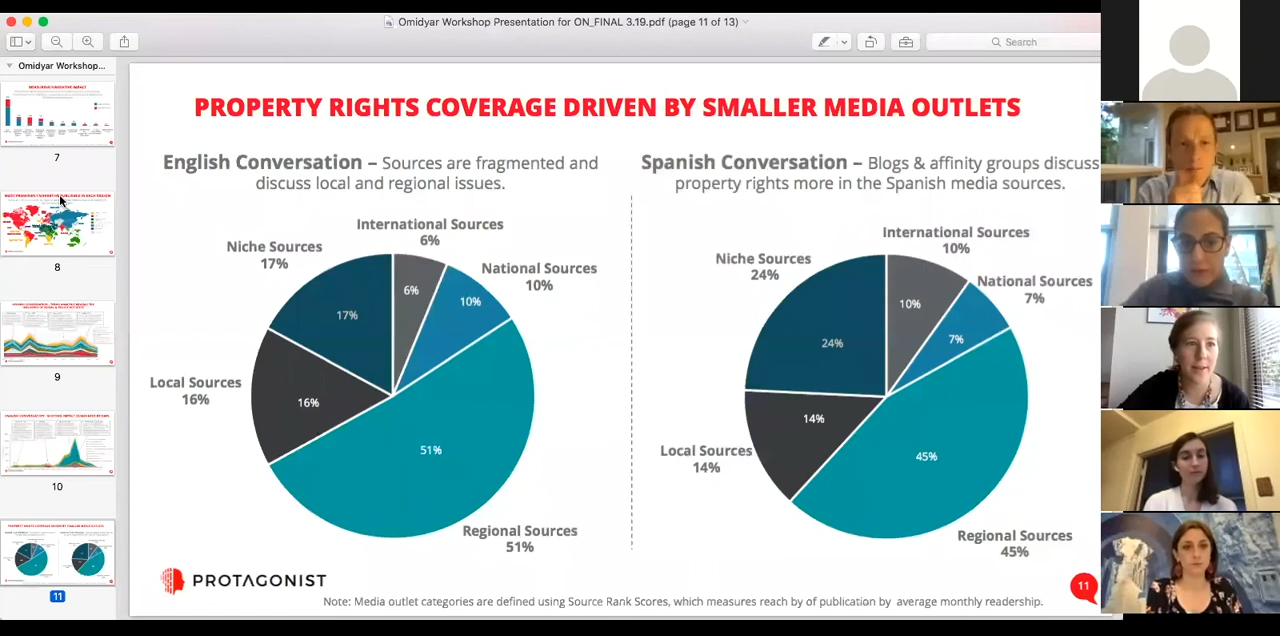 Omidyar Workshop Presentation for ON_FINAL 3.19.pdf (page 11 of 13)
Search
Omidyar Workshop...
7
8
9
10
11
PROPERTY RIGHTS COVERAGE DRIVEN BY SMALLER MEDIA OUTLETS
English Conversation – Sources are fragmented and
discuss local and regional issues.
International Sources
6%
Niche Sources
17%
National Sources
10%
6%
10%
17%
Local Sources
16%
16%
51%
Regional Sources
51%
Spanish Conversation – Blogs & affinity groups discuss
property rights more in the Spanish media sources.
International Sources
10%
Niche Sources
24%
National Sources
7%
10%
7%
24%
14%
Local Sources
14%
45%
Regional Sources
45%
PROTAGONIST
11
Note: Media outlet categories are defined using Source Rank Scores, which measures reach by of publication by average monthly readership.